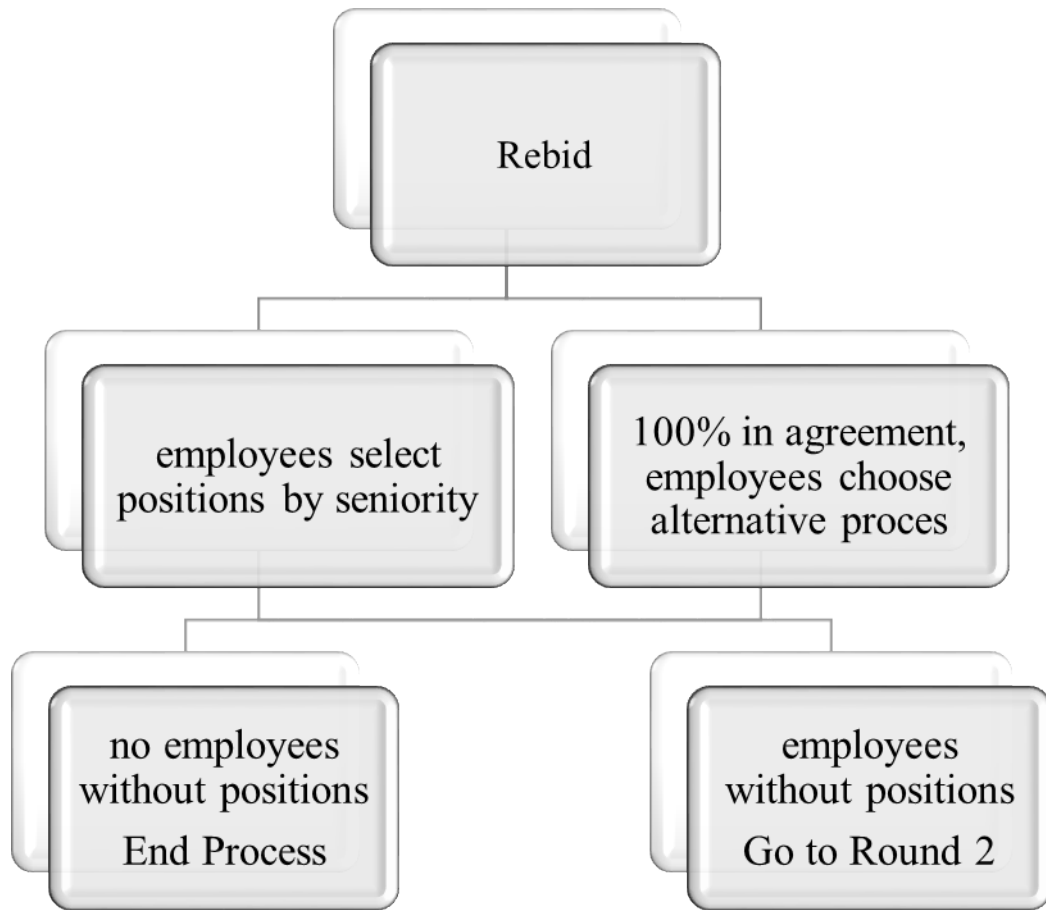 Rebid
employees select
positions by seniority
100% in agreement,
employees choose
alternative proces
no employees
without positions
End Process
employees
without positions
Go to Round 2